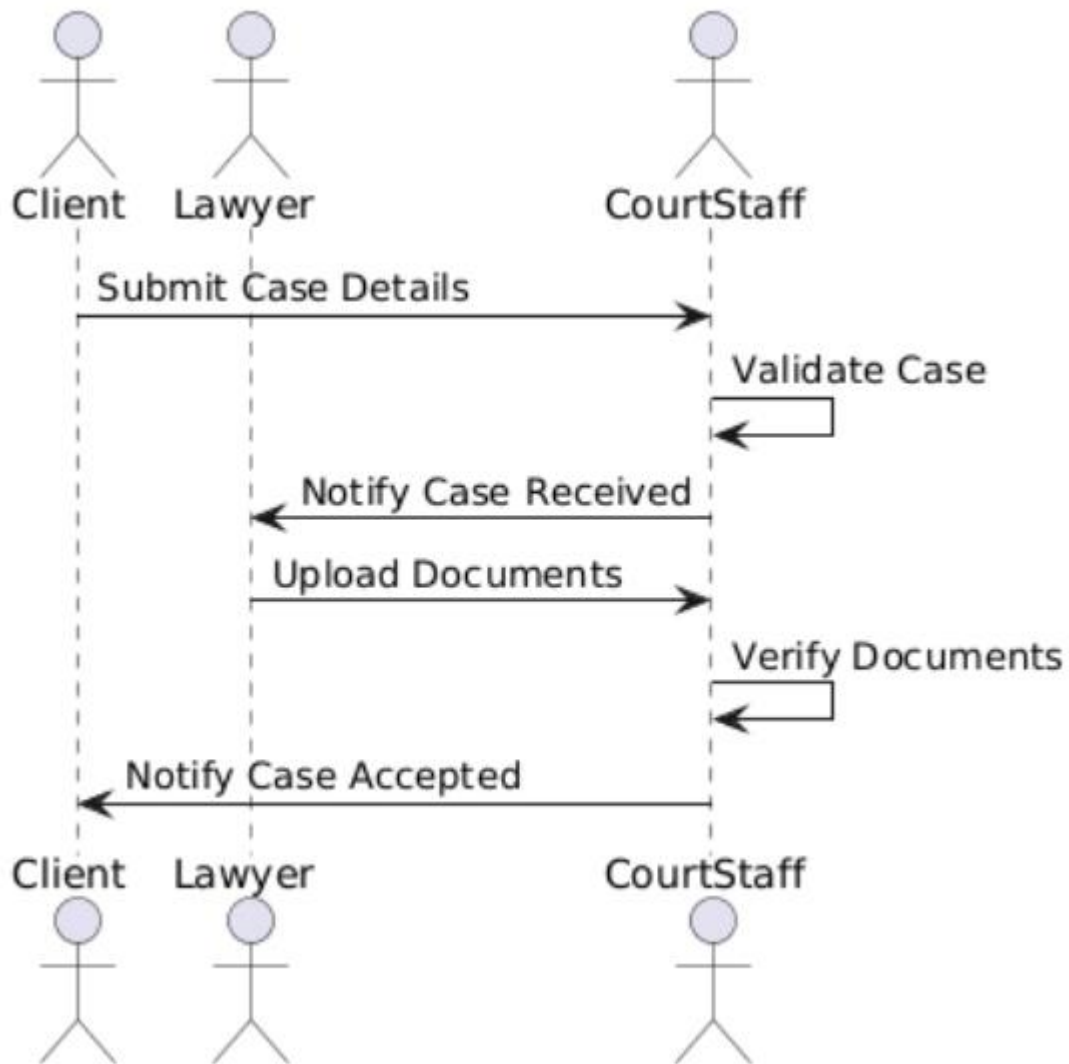 Client Lawyer CourtStaff
Submit Case Details
Validate Case
Notify Case Received
Upload Documents
Verify Documents
Notify Case Accepted
Client Lawyer CourtStaff